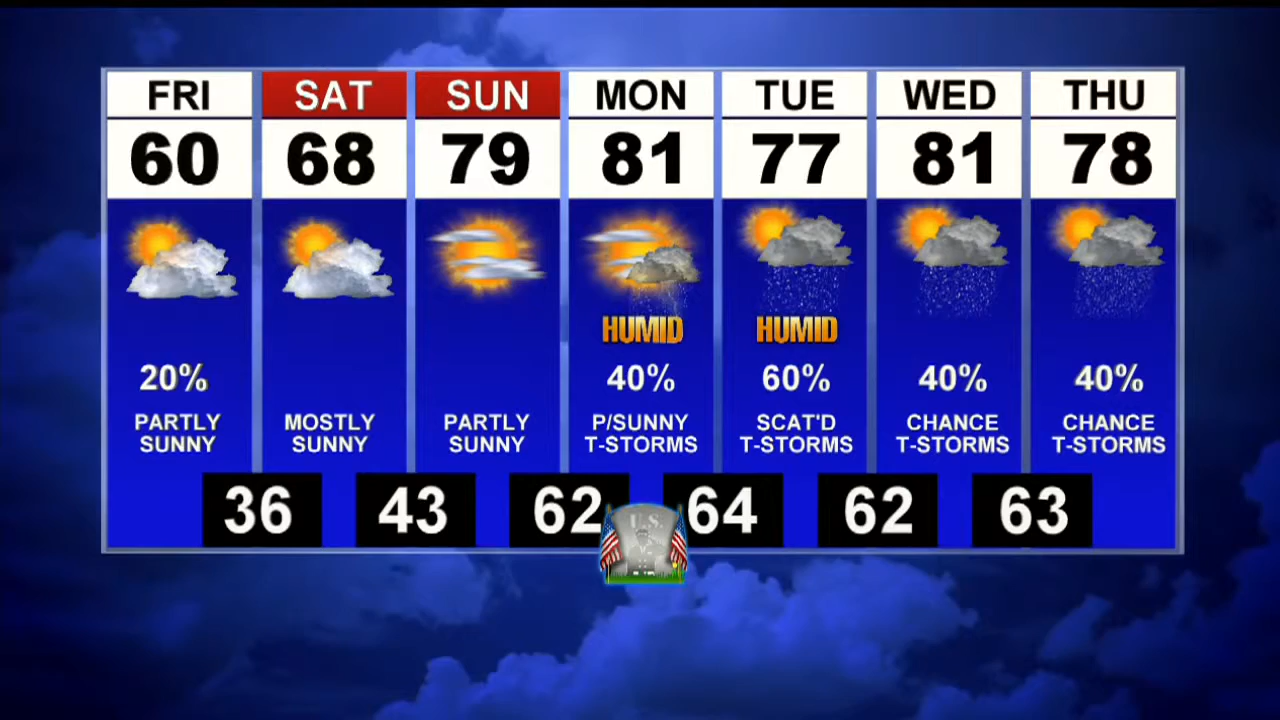 FRI SAT SUN MON TUE WED THU
60 68 79 81 77 81 78
HUMID HUMID
20% 40% 60% 40% 40%
PARTLY MOSTLY PARTLY P/SUNNY SCAT'D CHANCE CHANCE
SUNNY SUNNY SUNNY T-STORMS T-STORMS T-STORMS T-STORMS
36 43 62 64 62 63
U.S.